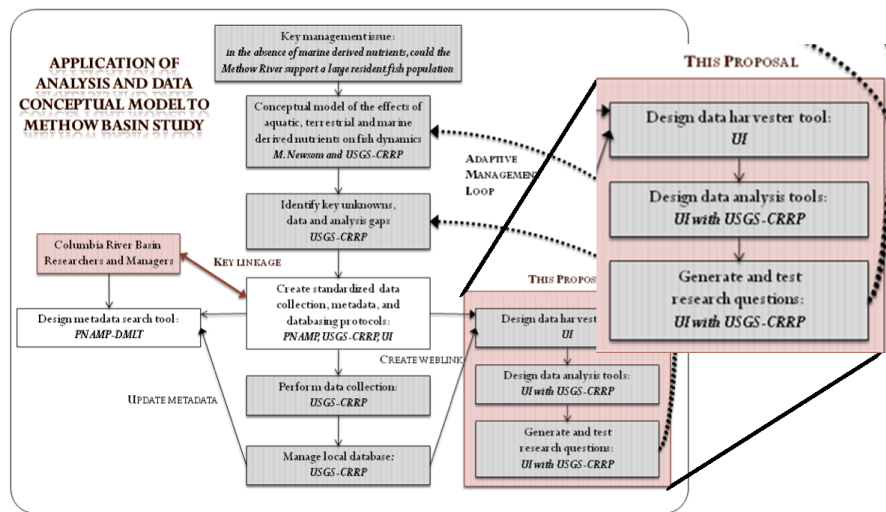 APPLICATION OF
ANALYSIS AND DATA
CONCEPTUAL MODEL TO
METHOW BASIN STUDY
Key management issue:
in the absence of marine derived nutrients, could the
Methow River support a large resident fish population
Conceptual model of the effects of
aquatic, terrestrial and marine
derived nutrients on fish dynamics
M. Newsom and USGS-CRRP
Identify key unknowns,
data and analysis gaps
USGS-CRRP
ADAPTIVE
MANAGEMENT
LOOP
Columbia River Basin
Researchers and Managers
KEY LINKAGE
Create standardized data
collection, metadata, and
databasing protocols:
PNAMP, USGS-CRRP, UI
Design metadata search tool:
PNAMP-DMLT
CREATE WEBLINK
UPDATE METADATA
Perform data collection:
USGS-CRRP
Manage local database:
USGS-CRRP
THIS PROPOS
Design data harvest
UI
Design data analysis tools:
UI with USGS-CRRP
Generate and test
research questions:
UI with USGS-CRRP
THIS PROPOSAL
Design data harvester tool:
UI
Design data analysis tools:
UI with USGS-CRRP
Generate and test
research questions:
UI with USGS-CRRP